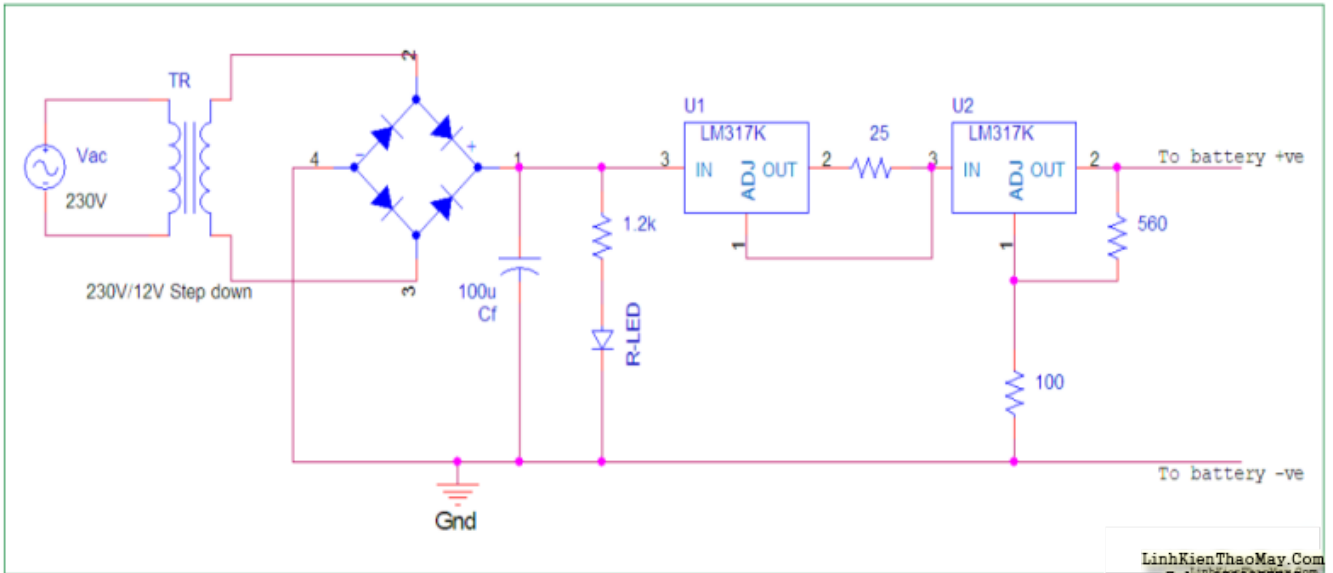 TR
Vac
230V
230V/12V Step down
2
4
1
3
-
+
100u
Cf
1.2k
R-LED
Gnd
U1
LM317K
3
IN
ADJ
OUT
2
1
25
U2
LM317K
3
IN
ADJ
OUT
2
1
560
100
To battery +ve
To battery -ve
LinhKienThaoMay.Com